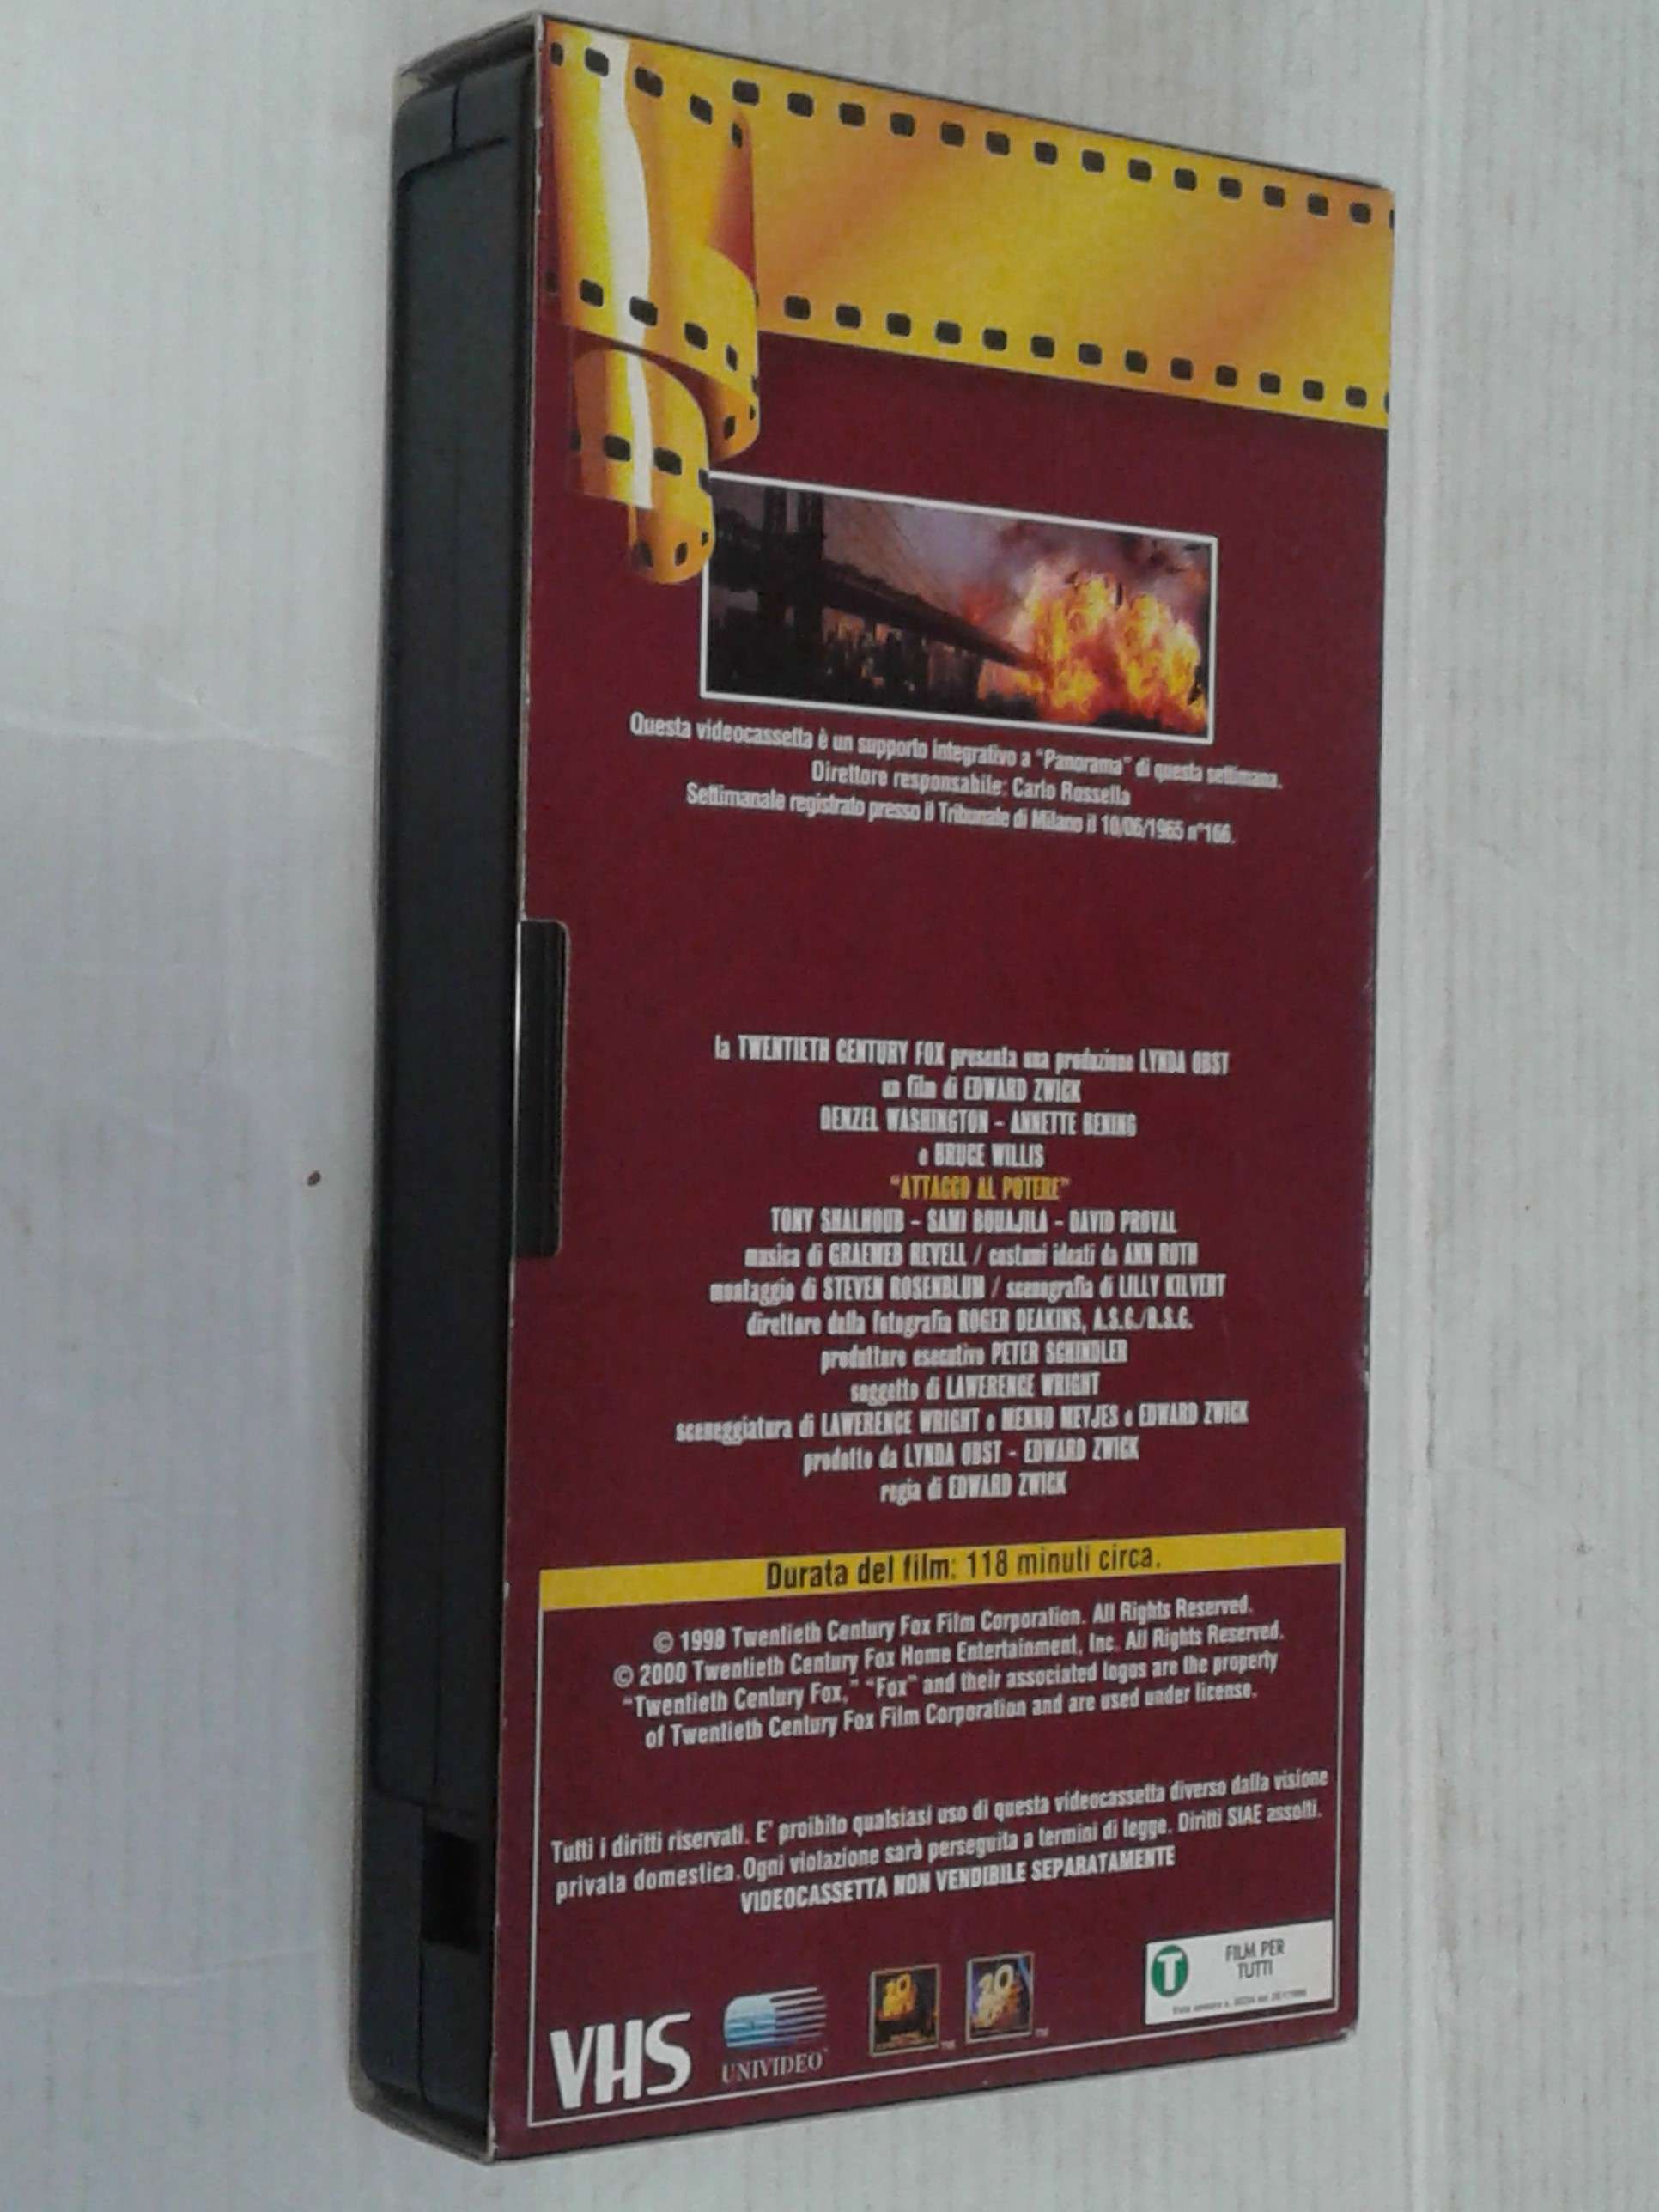 Questa videocassetta è un supporto integrativo a "Panorama" di questa settimana.
Direttore responsabile: Carlo Rossella
Settimanale registrato presso il Tribunale di Milano il 10/06/1965 n°166.
la TWENTIETH CENTURY FOX presenta una produzione LYNDA OBST
un film di EDWARD ZWICK
DENZEL WASHINGTON - ANNETTE BENING
e BRUCE WILLIS
"ATTACCO AL POTERE"
TONY SHALHOUB - SAMI BOUAJILA - DAVID PROVAL
musica di GRAEMEB REVELL / costumi ideati da ANN ROTH
montaggio di STEVEN ROSENBLUM / scenografia di LILLY KILVERT
direttore della fotografia ROGER DEAKINS, A.S.C./B.S.C.
produttore esecutivo PETER SCHINDLER
soggetto di LAWERENCE WRIGHT
sceneggiatura di LAWERENCE WRIGHT e MENNO MEYJES e EDWARD ZWICK
prodotto da LYNDA OBST - EDWARD ZWICK
regia di EDWARD ZWICK
Durata del film: 118 minuti circa.
© 1998 Twentieth Century Fox Film Corporation. All Rights Reserved.
© 2000 Twentieth Century Fox Home Entertainment, Inc. All Rights Reserved.
"Twentieth Century Fox," "Fox" and their associated logos are the property
of Twentieth Century Fox Film Corporation and are used under license.
Tutti i diritti riservati. E' proibito qualsiasi uso di questa videocassetta diverso dalla visione
privata domestica. Ogni violazione sarà perseguita a termini di legge. Diritti SIAE assolti.
VIDEOCASSETTA NON VENDIBILE SEPARATAMENTE
VHS
UNIVIDEO
20
TM
20
TM
T
FILM PER
TUTTI